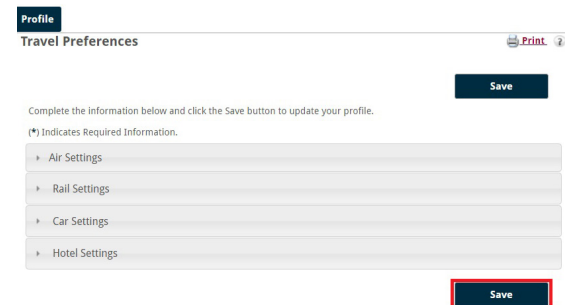 Profile
Travel Preferences
Print ?
Save
Complete the information below and click the Save button to update your profile.
(*) Indicates Required Information.
Air Settings
Rail Settings
Car Settings
Hotel Settings
Save